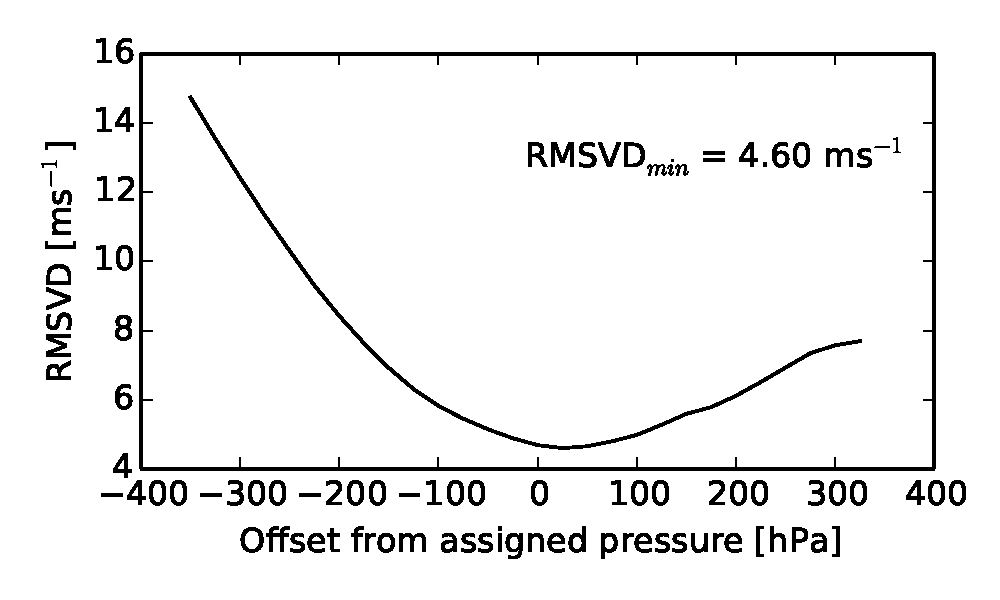 16
14
12
10
8
6
4
RMSVD [ms⁻¹]
RMSVDₘᵢₙ = 4.60 ms⁻¹
−400 −300 −200 −100 0 100 200 300 400
Offset from assigned pressure [hPa]